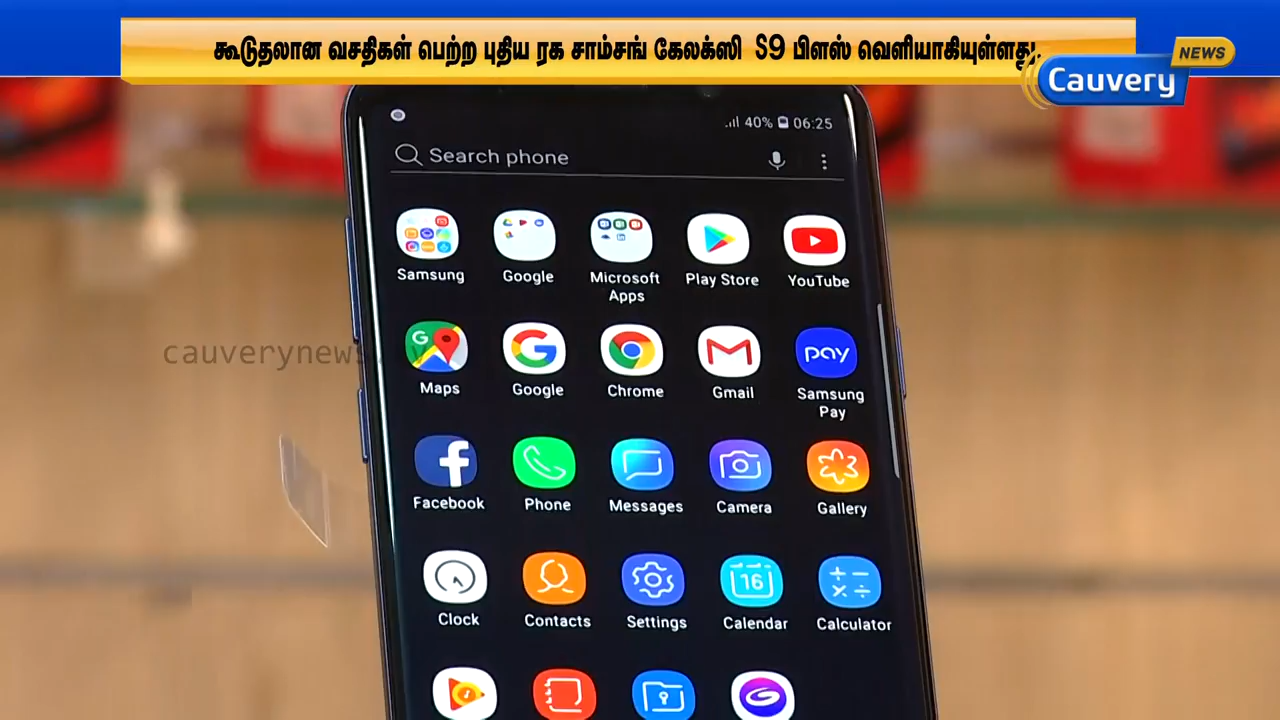 கூடுதலான வசதிகள் பெற்ற புதிய ரக சாம்சங் கேலக்ஸி S9 பிளஸ் வெளியாகியுள்ளது.
NEWS
Cauvery
40% 06:25
Search phone
Samsung Google Microsoft Apps Play Store YouTube
cauverynews.tv
Maps Google Chrome Gmail Samsung Pay
pay
Facebook Phone Messages Camera Gallery
16
Clock Contacts Settings Calendar Calculator